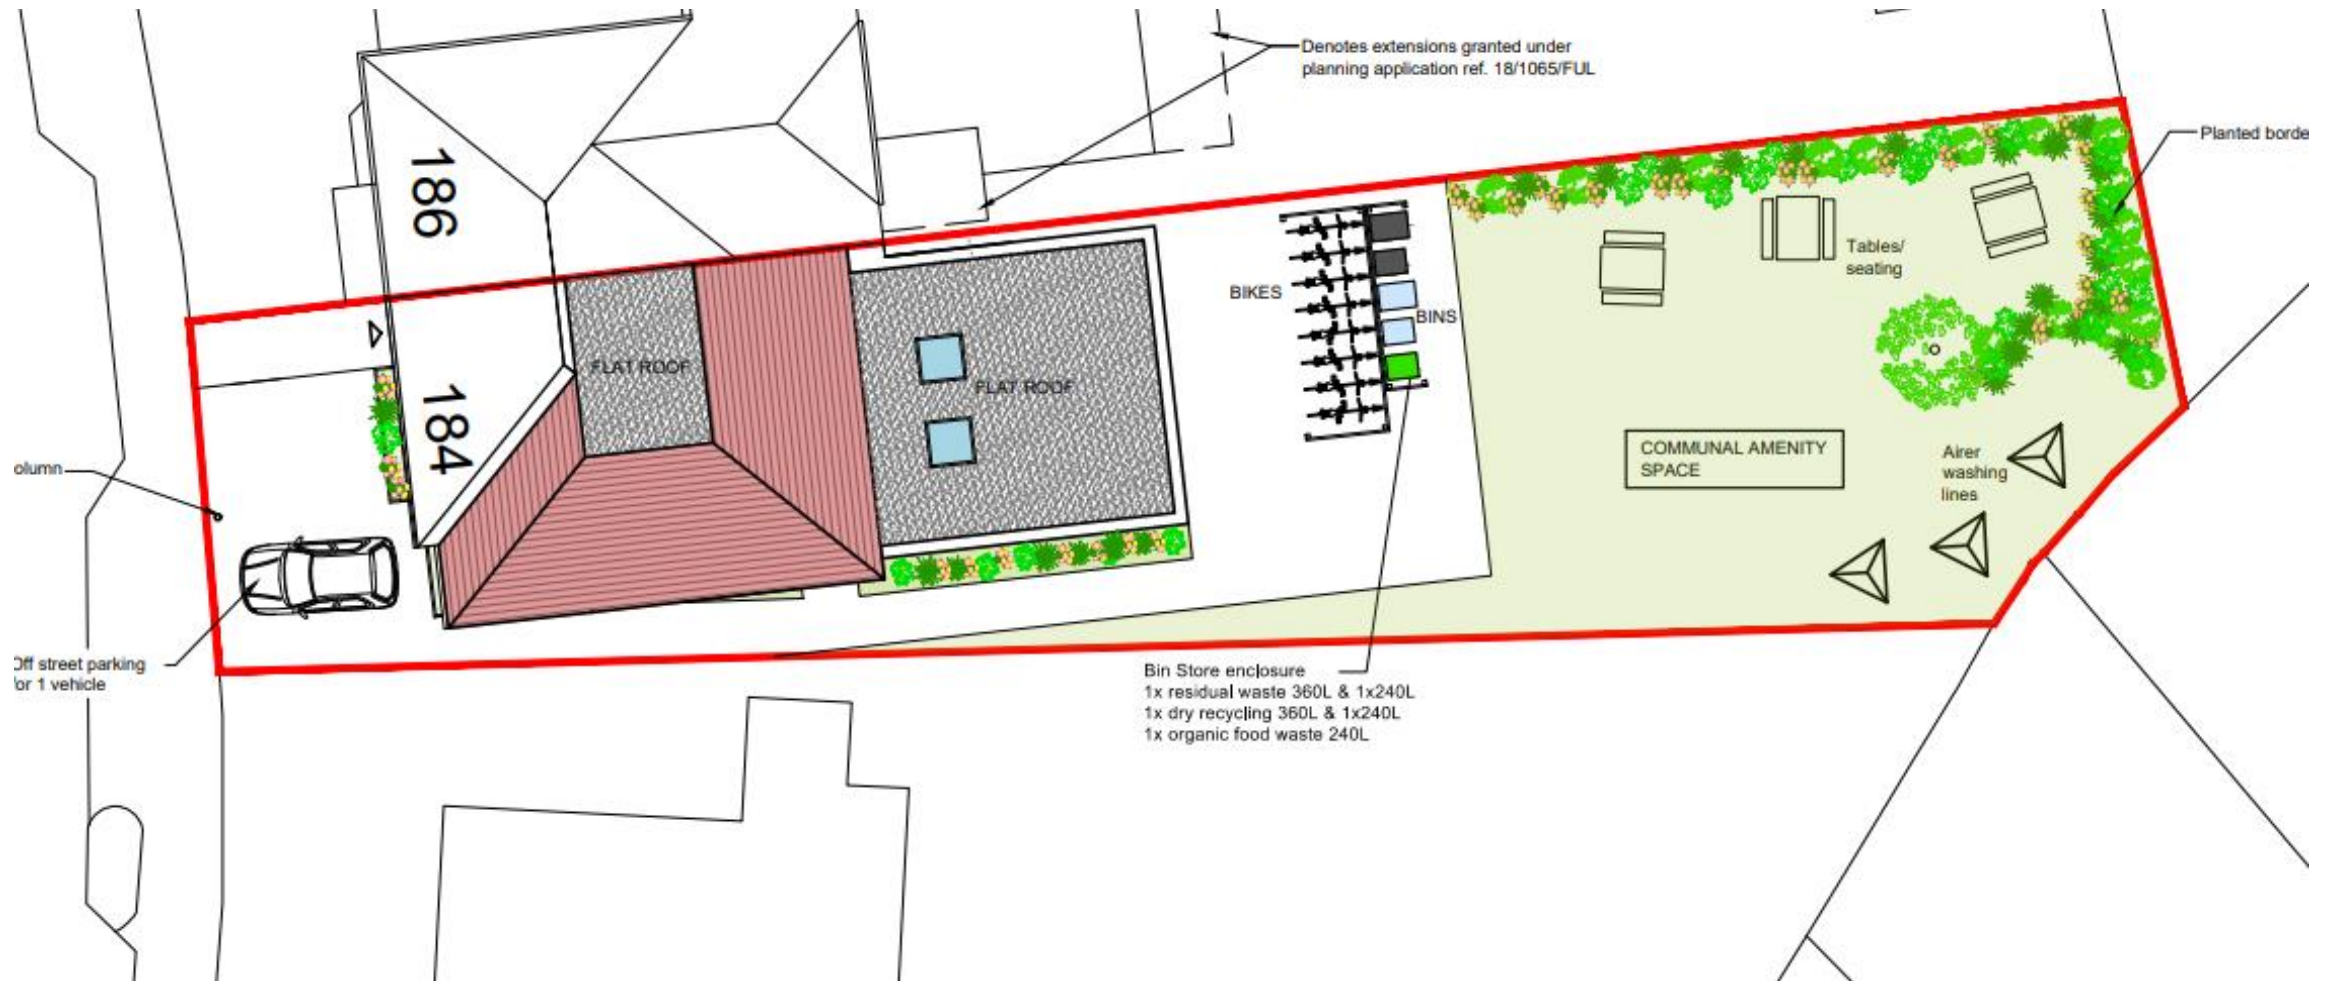 Denotes extensions granted under
planning application ref. 18/1065/FUL
Planted borde
186
Tables/
seating
BIKES
BINS
FLAT ROOF
FLAT ROOF
184
COMMUNAL AMENITY
SPACE
Airer
washing
lines
olumn
Off street parking
for 1 vehicle
Bin Store enclosure
1x residual waste 360L & 1x240L
1x dry recycling 360L & 1x240L
1x organic food waste 240L